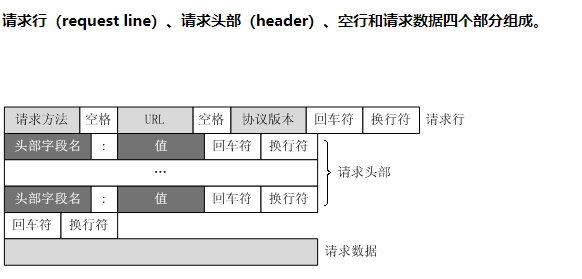 请求行（request line）、请求头部（header）、空行和请求数据四个部分组成。
请求方法 空格 URL 空格 协议版本 回车符 换行符 请求行
头部字段名 : 值 回车符 换行符
... 请求头部
头部字段名 : 值 回车符 换行符
回车符 换行符
请求数据